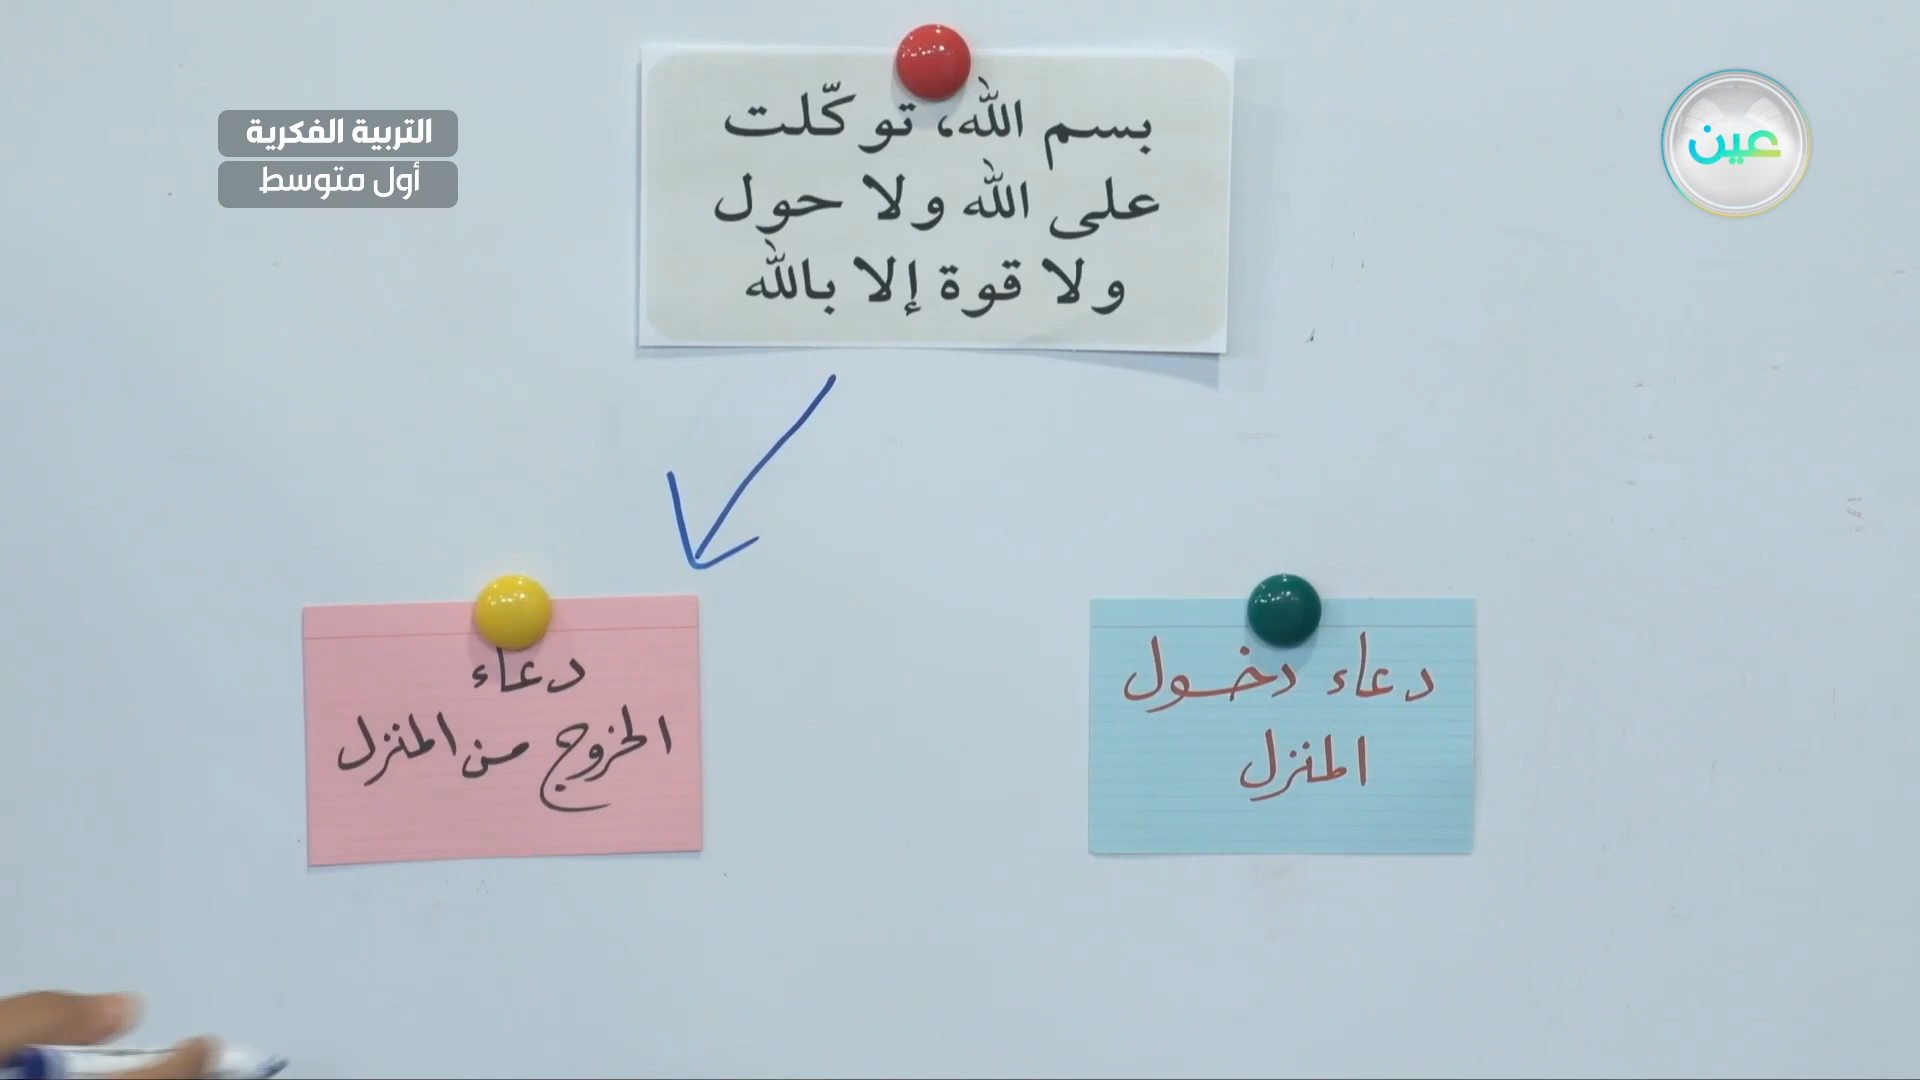 التربية الفكرية
أول متوسط
عين
بسم الله، توكّلت
على الله ولا حول
ولا قوة إلا بالله
دعاء دخول
المنزل
دعاء
الخروج من المنزل